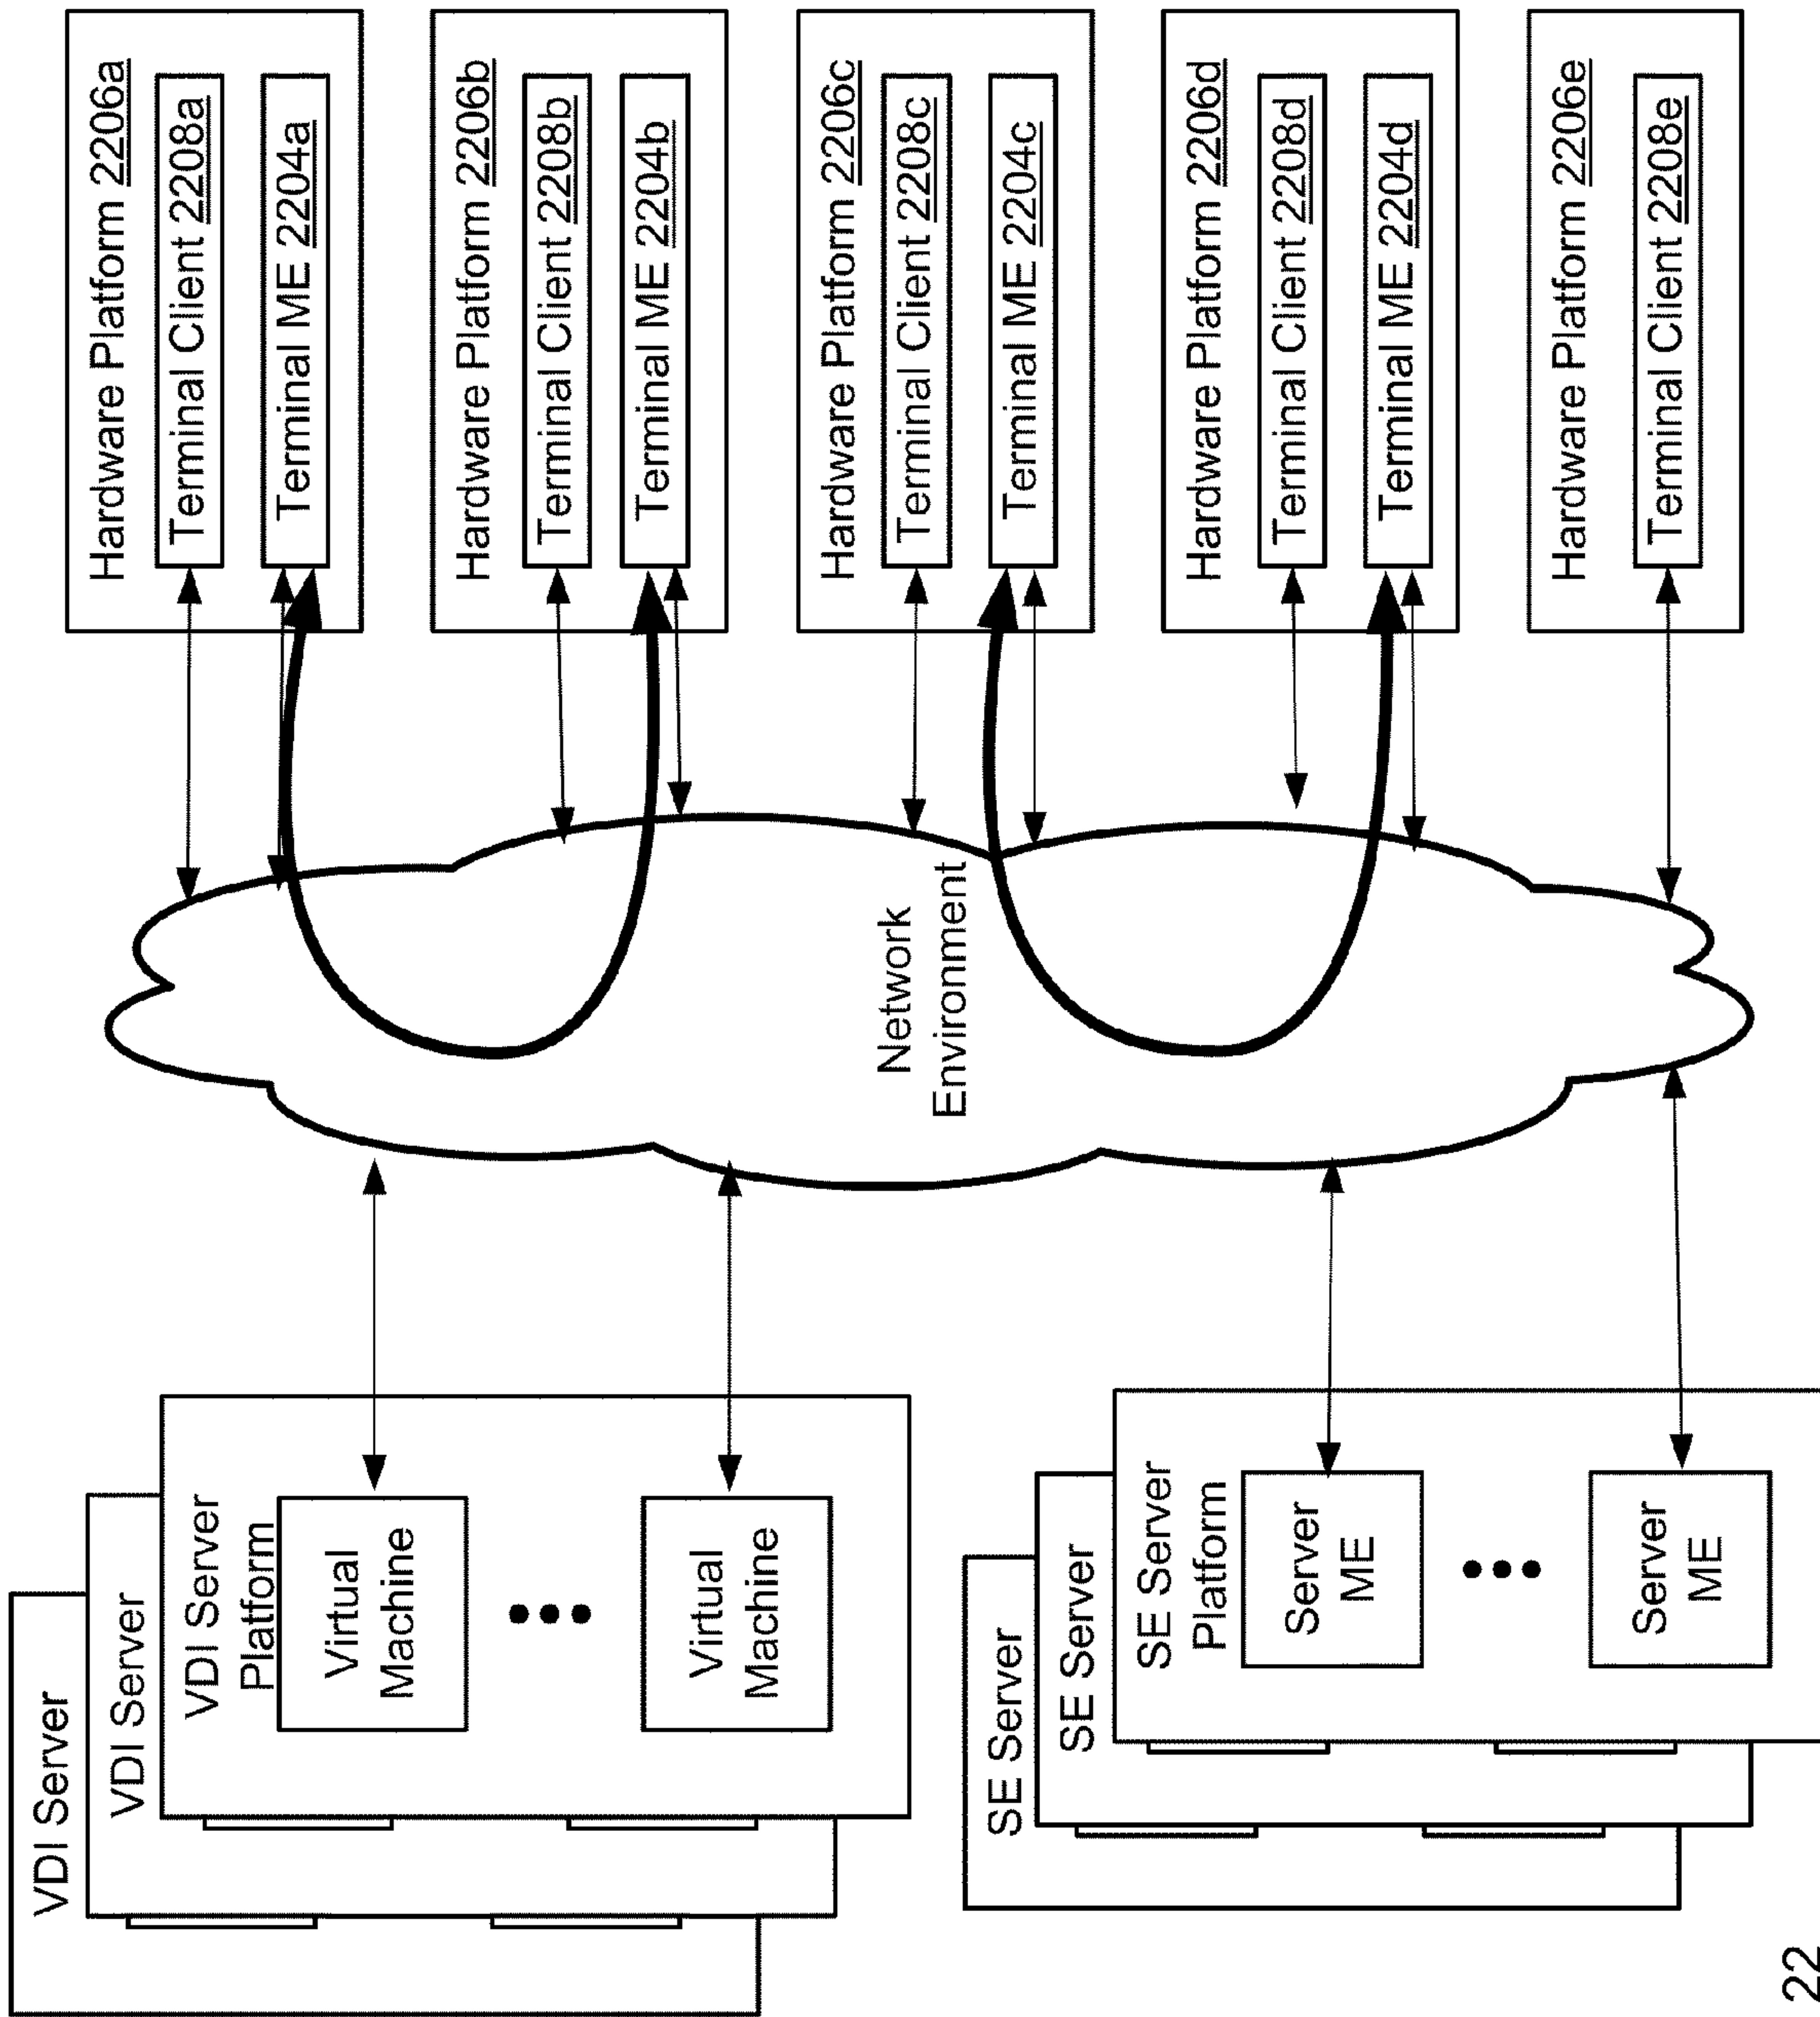 Hardware Platform 2206a
Terminal Client 2208a
Terminal ME 2204a
Hardware Platform 2206b
Terminal Client 2208b
Terminal ME 2204b
Hardware Platform 2206c
Terminal Client 2208c
Terminal ME 2204c
Hardware Platform 2206d
Terminal Client 2208d
Terminal ME 2204d
Hardware Platform 2206e
Terminal Client 2208e
Network
Environment
VDI Server
VDI Server
VDI Server
Platform
Virtual
Machine
Virtual
Machine
SE Server
SE Server
SE Server
Platform
Server
ME
Server
ME
22